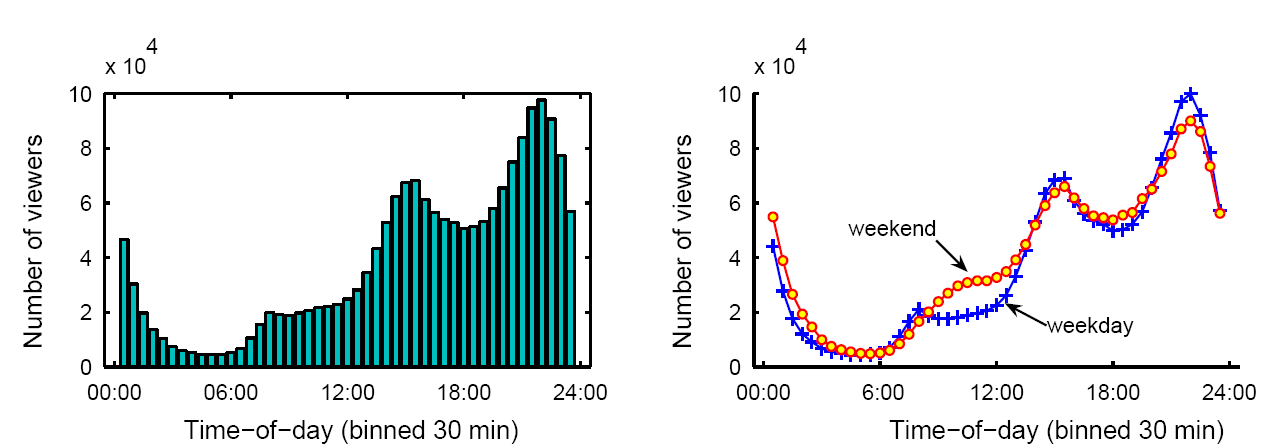 x 10 4
Number of viewers
10
8
6
4
2
0
00:00 06:00 12:00 18:00 24:00
Time-of-day (binned 30 min)
x 10 4
Number of viewers
10
8
6
4
2
0
weekend
weekday
00:00 6:00 12:00 18:00 24:00
Time-of-day (binned 30 min)